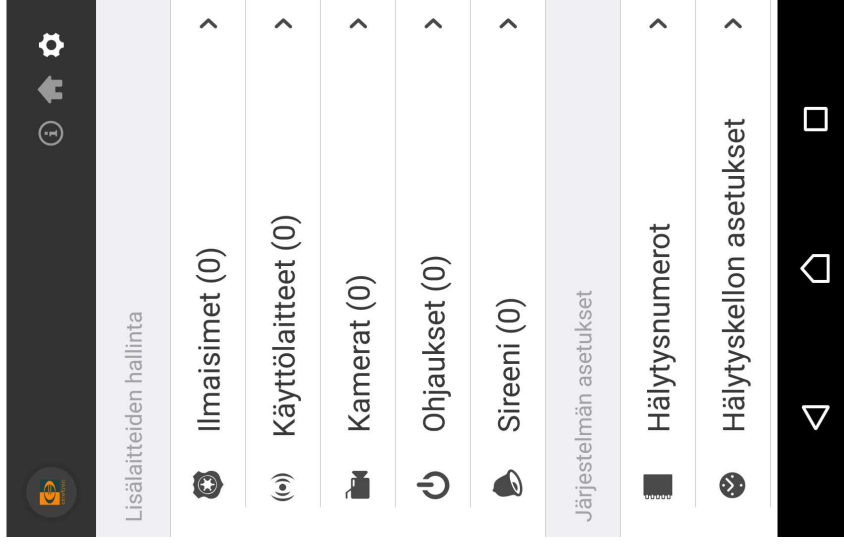 Lisälaitteiden hallinta
Ilmaisimet (0)
Käyttölaitteet (0)
Kamerat (0)
Ohjaukset (0)
Sireeni (0)
Järjestelmän asetukset
Hälytysnumerot
Hälytyskellon asetukset